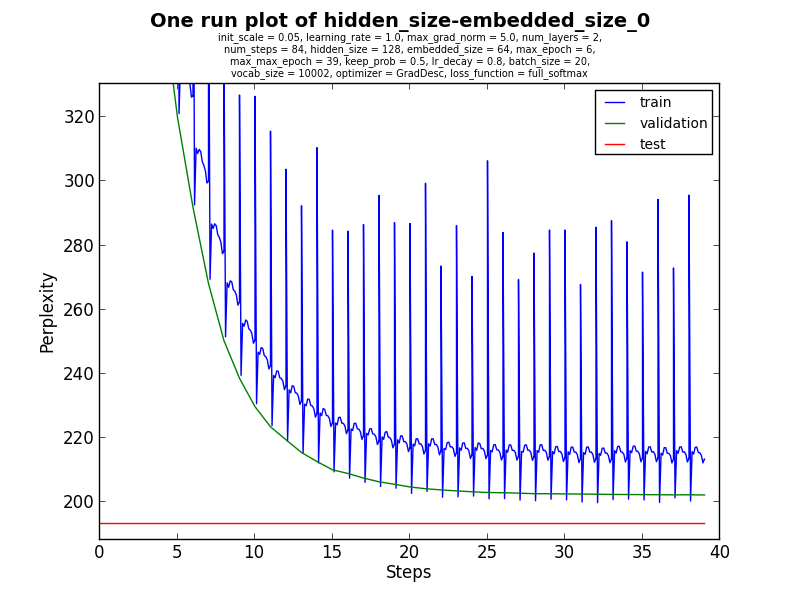 One run plot of hidden_size-embedded_size_0
init_scale = 0.05, learning_rate = 1.0, max_grad_norm = 5.0, num_layers = 2,
num_steps = 84, hidden_size = 128, embedded_size = 64, max_epoch = 6,
max_max_epoch = 39, keep_prob = 0.5, lr_decay = 0.8, batch_size = 20,
vocab_size = 10002, optimizer = GradDesc, loss_function = full_softmax
train
validation
test
Perplexity
320
300
280
260
240
220
200
0 5 10 15 20 25 30 35 40
Steps